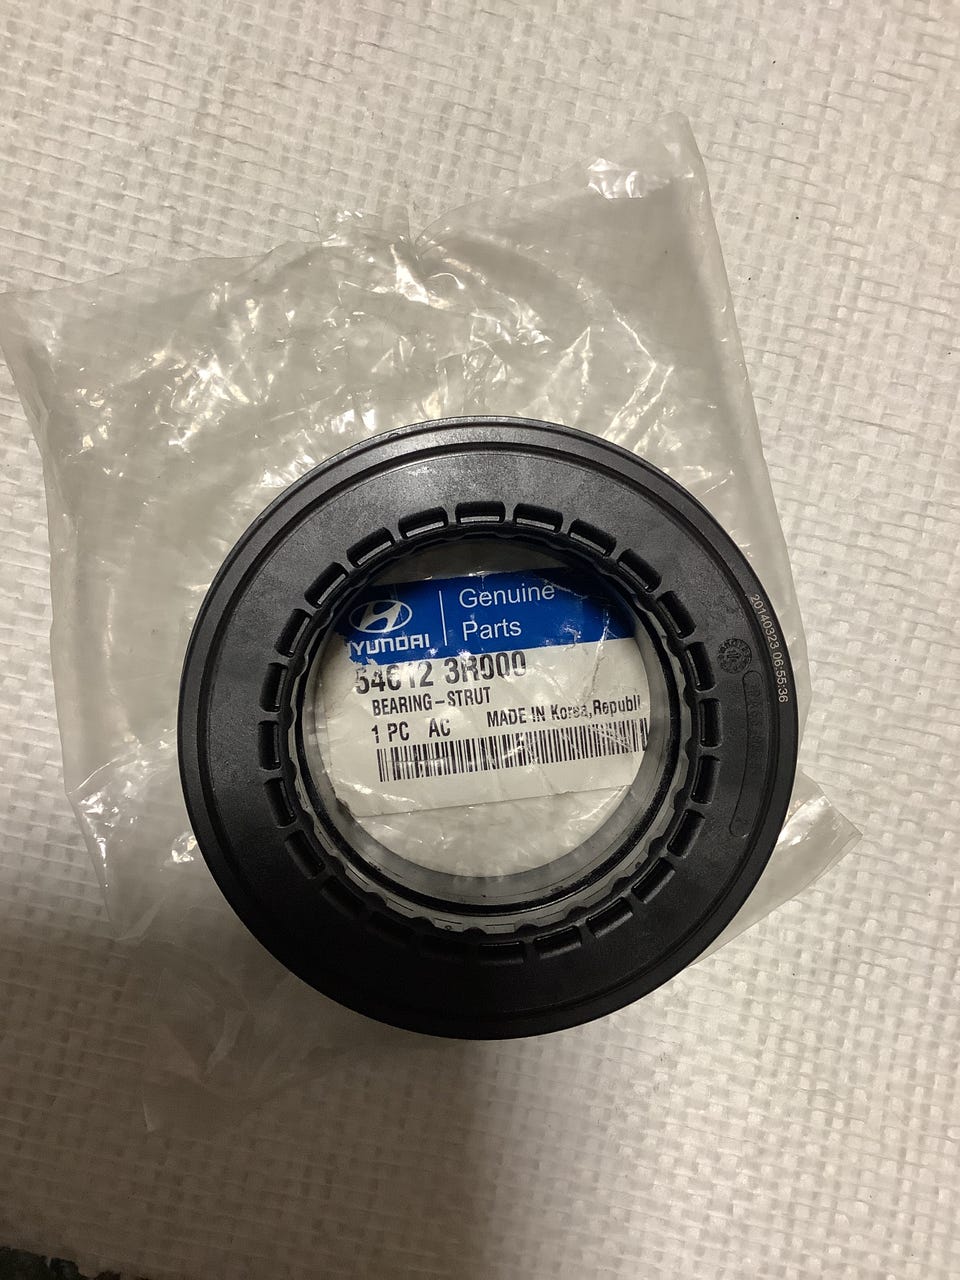 HYUNDAI
Genuine
Parts
54612 3R000
BEARING-STRUT
1 PC AC MADE IN Korea,Republi
20140323 06:55:36